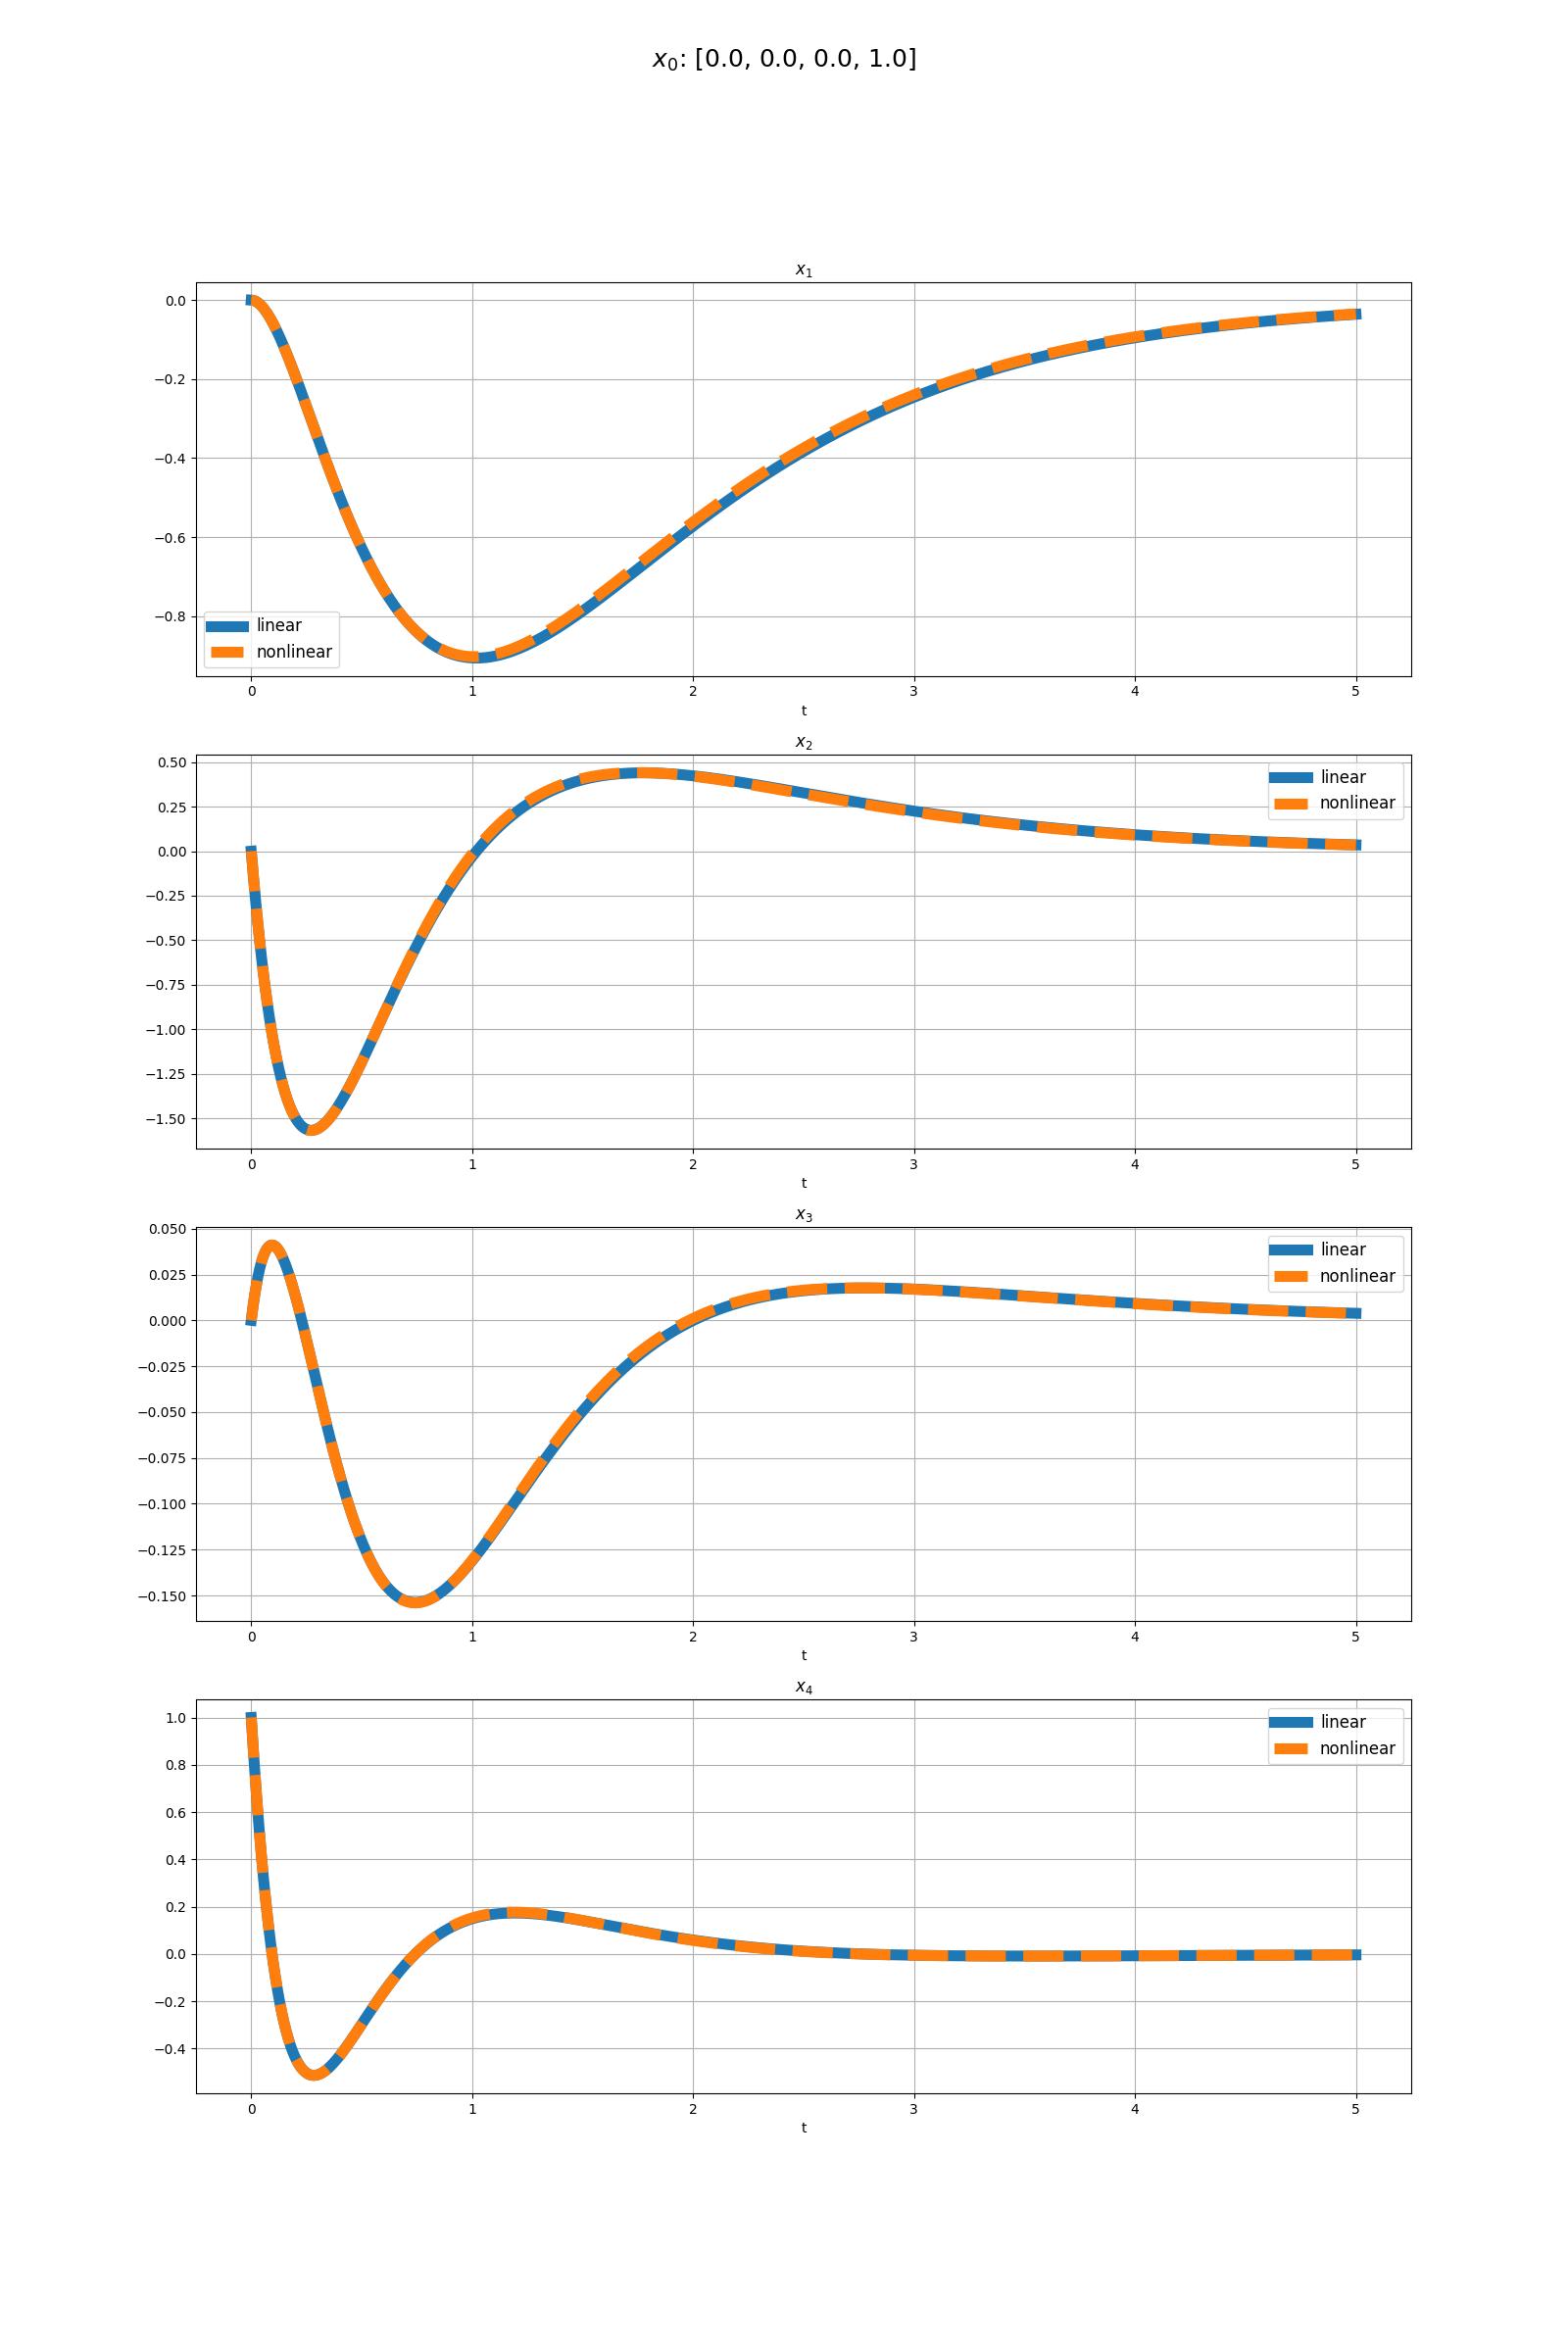 x₀: [0.0, 0.0, 0.0, 1.0]
x₁
0.0
−0.2
−0.4
−0.6
−0.8
linear
nonlinear
0 1 2 3 4 5
t
x₂
0.50
0.25
0.00
−0.25
−0.50
−0.75
−1.00
−1.25
−1.50
linear
nonlinear
0 1 2 3 4 5
t
x₃
0.050
0.025
0.000
−0.025
−0.050
−0.075
−0.100
−0.125
−0.150
linear
nonlinear
0 1 2 3 4 5
t
x₄
1.0
0.8
0.6
0.4
0.2
0.0
−0.2
−0.4
linear
nonlinear
0 1 2 3 4 5
t